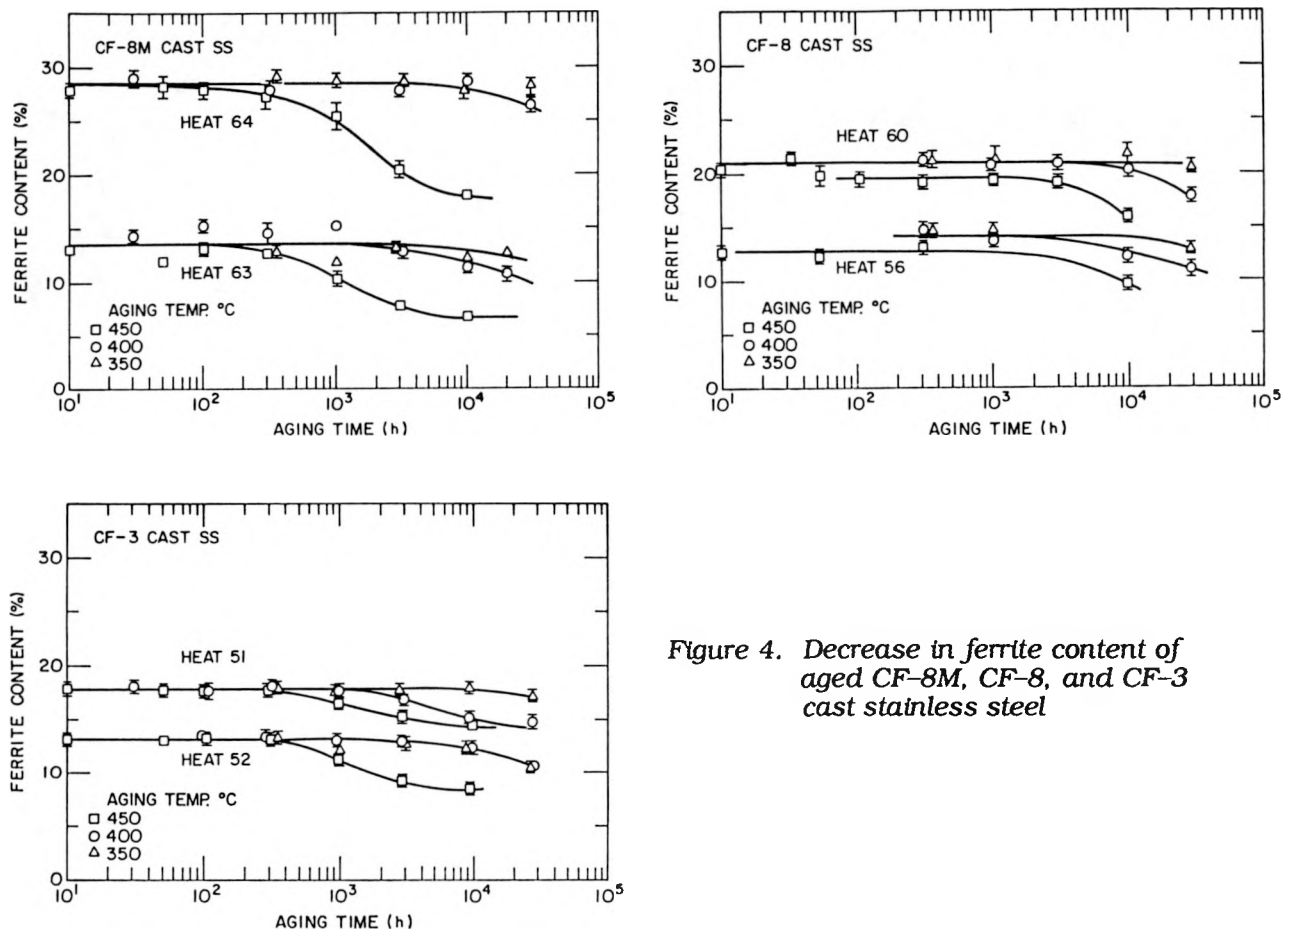 CF-8M CAST SS
30
20
10
0
FERRITE CONTENT (%)
HEAT 64
HEAT 63
AGING TEMP. °C
□ 450
○ 400
△ 350
10¹ 10² 10³ 10⁴ 10⁵
AGING TIME (h)
CF-8 CAST SS
30
20
10
0
FERRITE CONTENT (%)
HEAT 60
HEAT 56
AGING TEMP. °C
□ 450
○ 400
△ 350
10¹ 10² 10³ 10⁴ 10⁵
AGING TIME (h)
CF-3 CAST SS
30
20
10
0
FERRITE CONTENT (%)
HEAT 51
HEAT 52
AGING TEMP. °C
□ 450
○ 400
△ 350
10¹ 10² 10³ 10⁴ 10⁵
AGING TIME (h)
Figure 4. Decrease in ferrite content of
aged CF–8M, CF–8, and CF–3
cast stainless steel